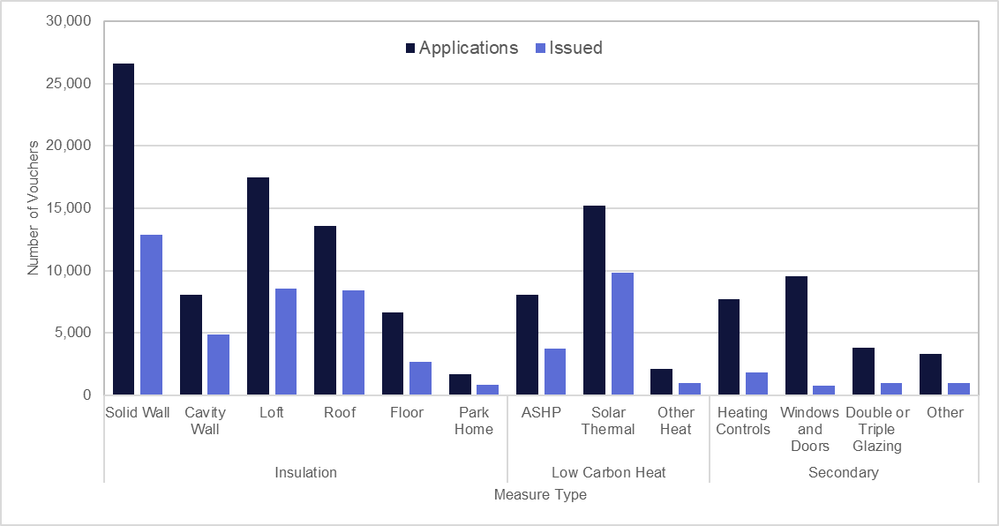 30,000
25,000
20,000
15,000
10,000
5,000
0
Number of Vouchers
Applications Issued
Solid Wall
Cavity
Wall
Loft
Roof
Floor
Park
Home
ASHP
Solar
Thermal
Other
Heat
Heating
Controls
Windows
and
Doors
Double or
Triple
Glazing
Other
Insulation
Low Carbon Heat
Secondary
Measure Type